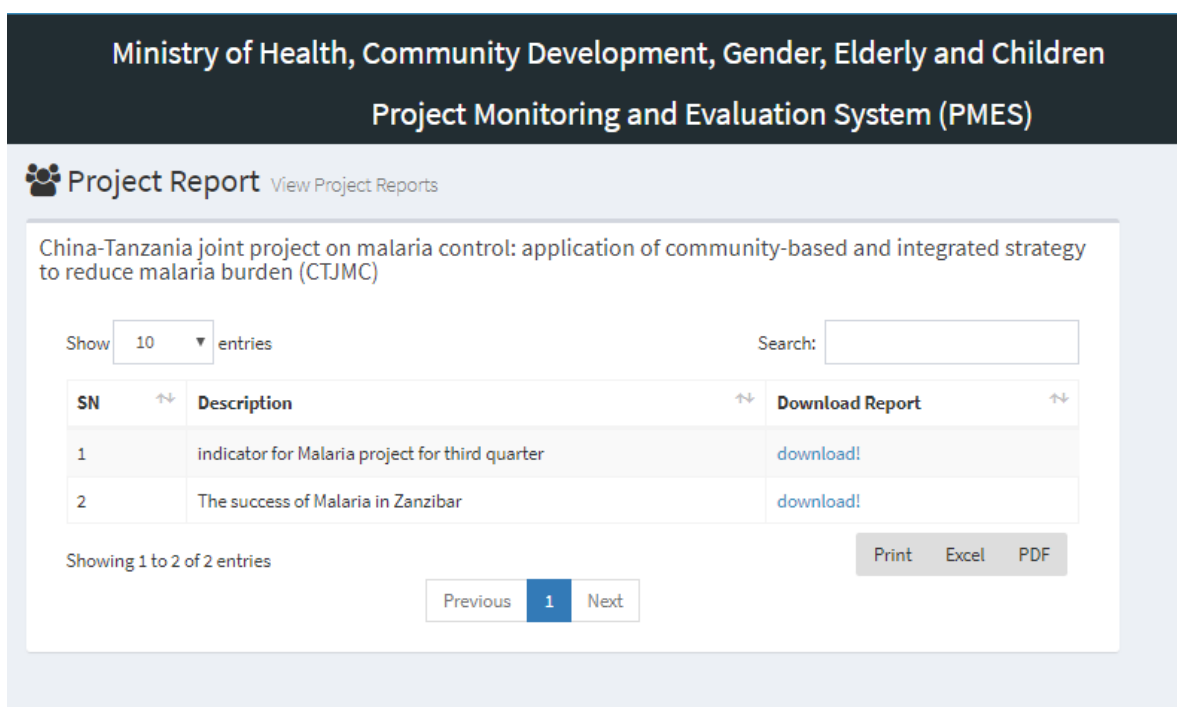 Ministry of Health, Community Development, Gender, Elderly and Children
Project Monitoring and Evaluation System (PMES)
Project Report View Project Reports
China-Tanzania joint project on malaria control: application of community-based and integrated strategy
to reduce malaria burden (CTJMC)
Show 10 entries Search:
SN Description Download Report
1 indicator for Malaria project for third quarter download!
2 The success of Malaria in Zanzibar download!
Showing 1 to 2 of 2 entries Print Excel PDF
Previous 1 Next